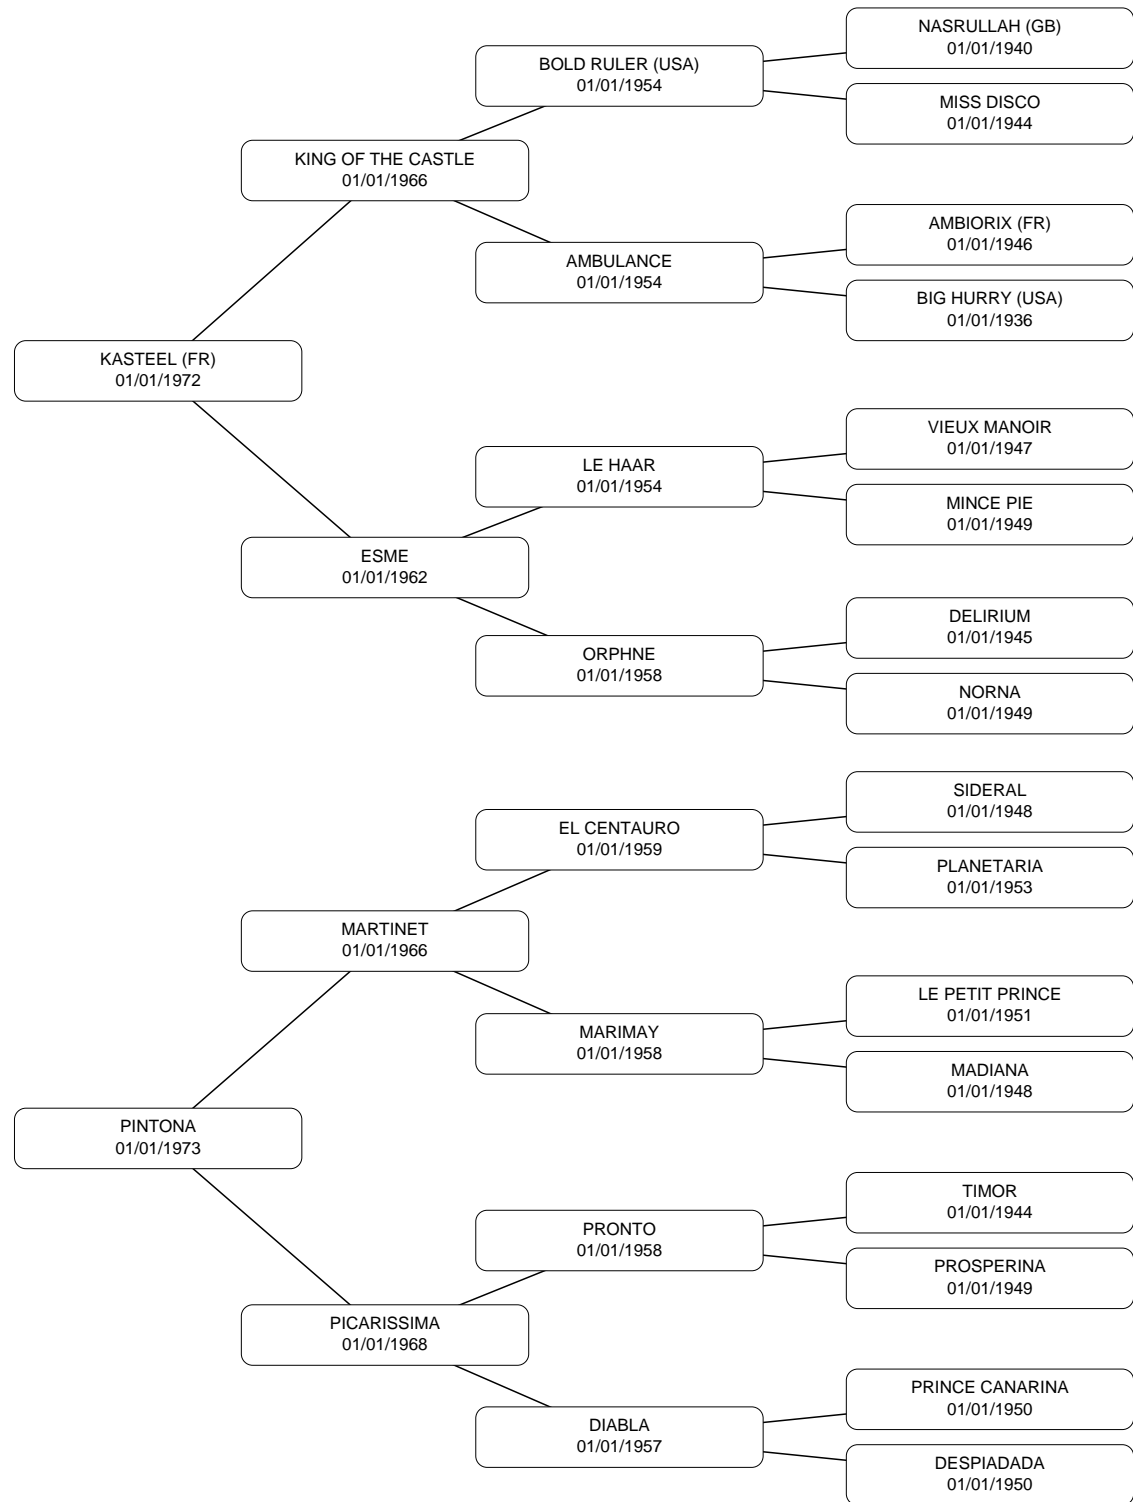 NASRULLAH (GB)
01/01/1940
BOLD RULER (USA)
01/01/1954
MISS DISCO
01/01/1944
KING OF THE CASTLE
01/01/1966
AMBIORIX (FR)
01/01/1946
AMBULANCE
01/01/1954
BIG HURRY (USA)
01/01/1936
KASTEEL (FR)
01/01/1972
VIEUX MANOIR
01/01/1947
LE HAAR
01/01/1954
MINCE PIE
01/01/1949
ESME
01/01/1962
DELIRIUM
01/01/1945
ORPHNE
01/01/1958
NORNA
01/01/1949
SIDERAL
01/01/1948
EL CENTAURO
01/01/1959
PLANETARIA
01/01/1953
MARTINET
01/01/1966
LE PETIT PRINCE
01/01/1951
MARIMAY
01/01/1958
MADIANA
01/01/1948
PINTONA
01/01/1973
TIMOR
01/01/1944
PRONTO
01/01/1958
PROSPERINA
01/01/1949
PICARISSIMA
01/01/1968
PRINCE CANARINA
01/01/1950
DIABLA
01/01/1957
DESPIADADA
01/01/1950